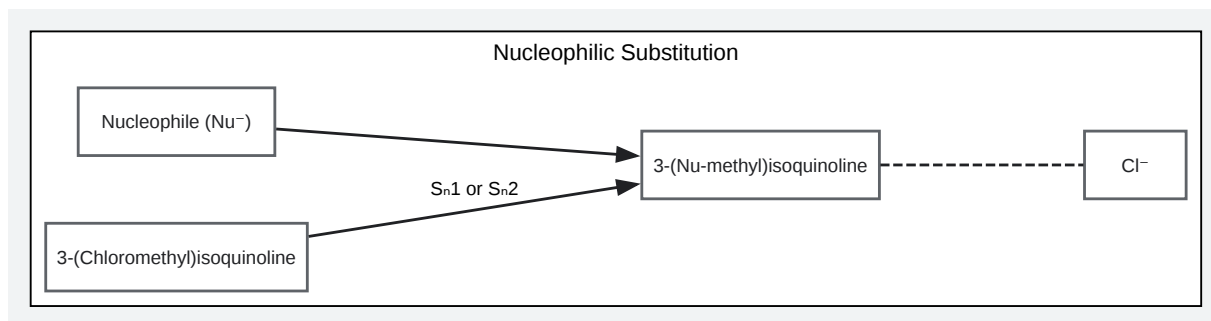 Nucleophilic Substitution
Nucleophile (Nu⁻)
3-(Nu-methyl)isoquinoline
Cl⁻
Sₙ1 or Sₙ2
3-(Chloromethyl)isoquinoline